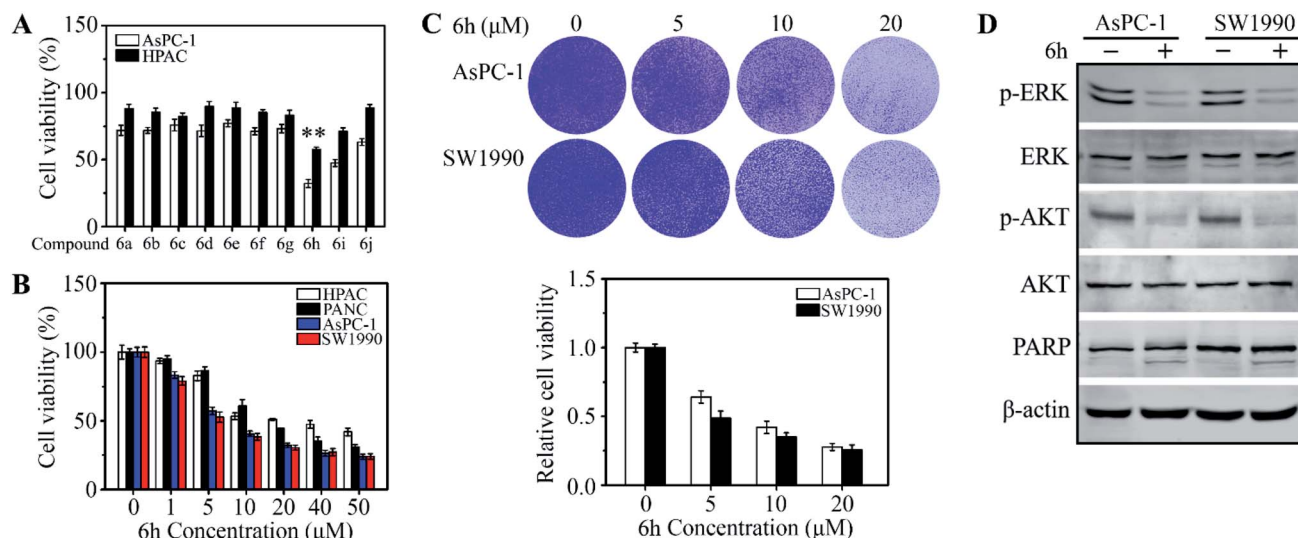 A
Cell viability (%)
150
100
50
0
AsPC-1
HPAC
**
Compound 6a 6b 6c 6d 6e 6f 6g 6h 6i 6j
B
Cell viability (%)
150
100
50
0
HPAC
PANC
AsPC-1
SW1990
0 1 5 10 20 40 50
6h Concentration (μM)
C
6h (μM) 0 5 10 20
AsPC-1
SW1990
Relative cell viability
1.5
1.0
0.5
0.0
AsPC-1
SW1990
0 5 10 20
6h Concentration (μM)
D
AsPC-1 SW1990
6h − + − +
p-ERK
ERK
p-AKT
AKT
PARP
β-actin